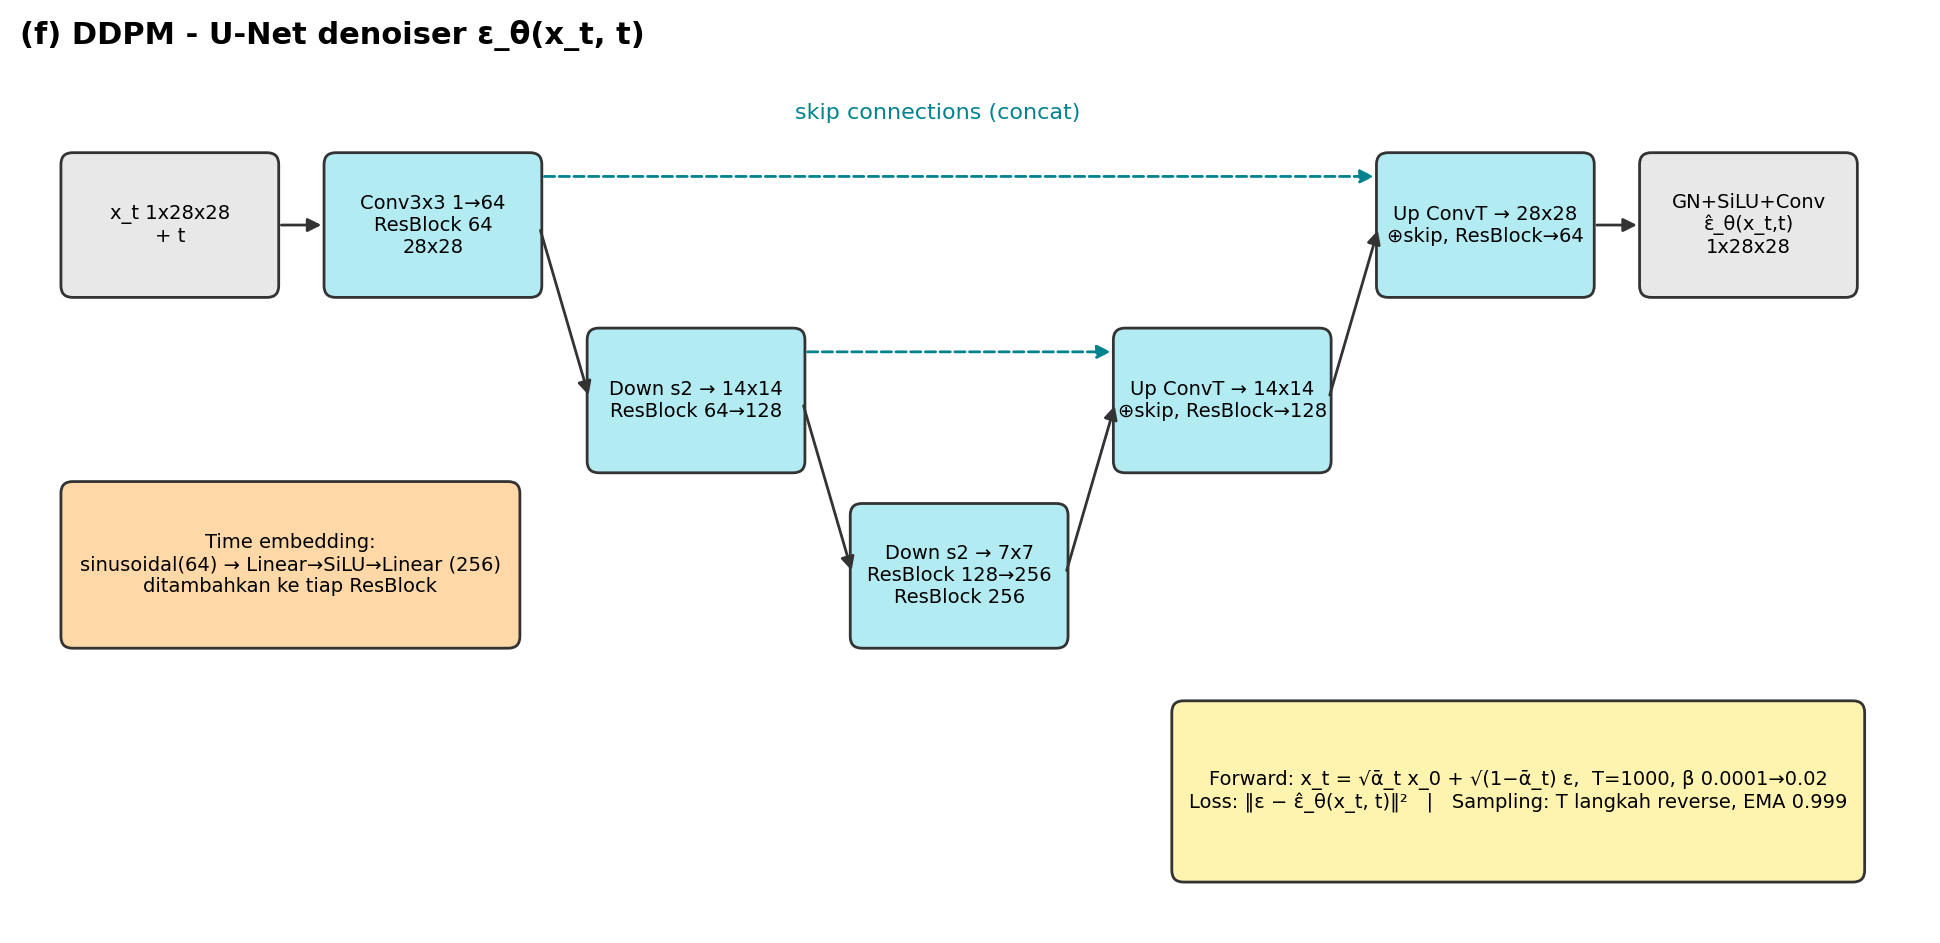 (f) DDPM - U-Net denoiser ε_θ(x_t, t)
skip connections (concat)
x_t 1x28x28
+ t
Conv3x3 1→64
ResBlock 64
28x28
Up ConvT → 28x28
⊕skip, ResBlock→64
GN+SiLU+Conv
ε̂_θ(x_t,t)
1x28x28
Down s2 → 14x14
ResBlock 64→128
Up ConvT → 14x14
⊕skip, ResBlock→128
Time embedding:
sinusoidal(64) → Linear→SiLU→Linear (256)
ditambahkan ke tiap ResBlock
Down s2 → 7x7
ResBlock 128→256
ResBlock 256
Forward: x_t = √ᾱ_t x_0 + √(1−ᾱ_t) ε,  T=1000, β 0.0001→0.02
Loss: ‖ε − ε̂_θ(x_t, t)‖²   |   Sampling: T langkah reverse, EMA 0.999